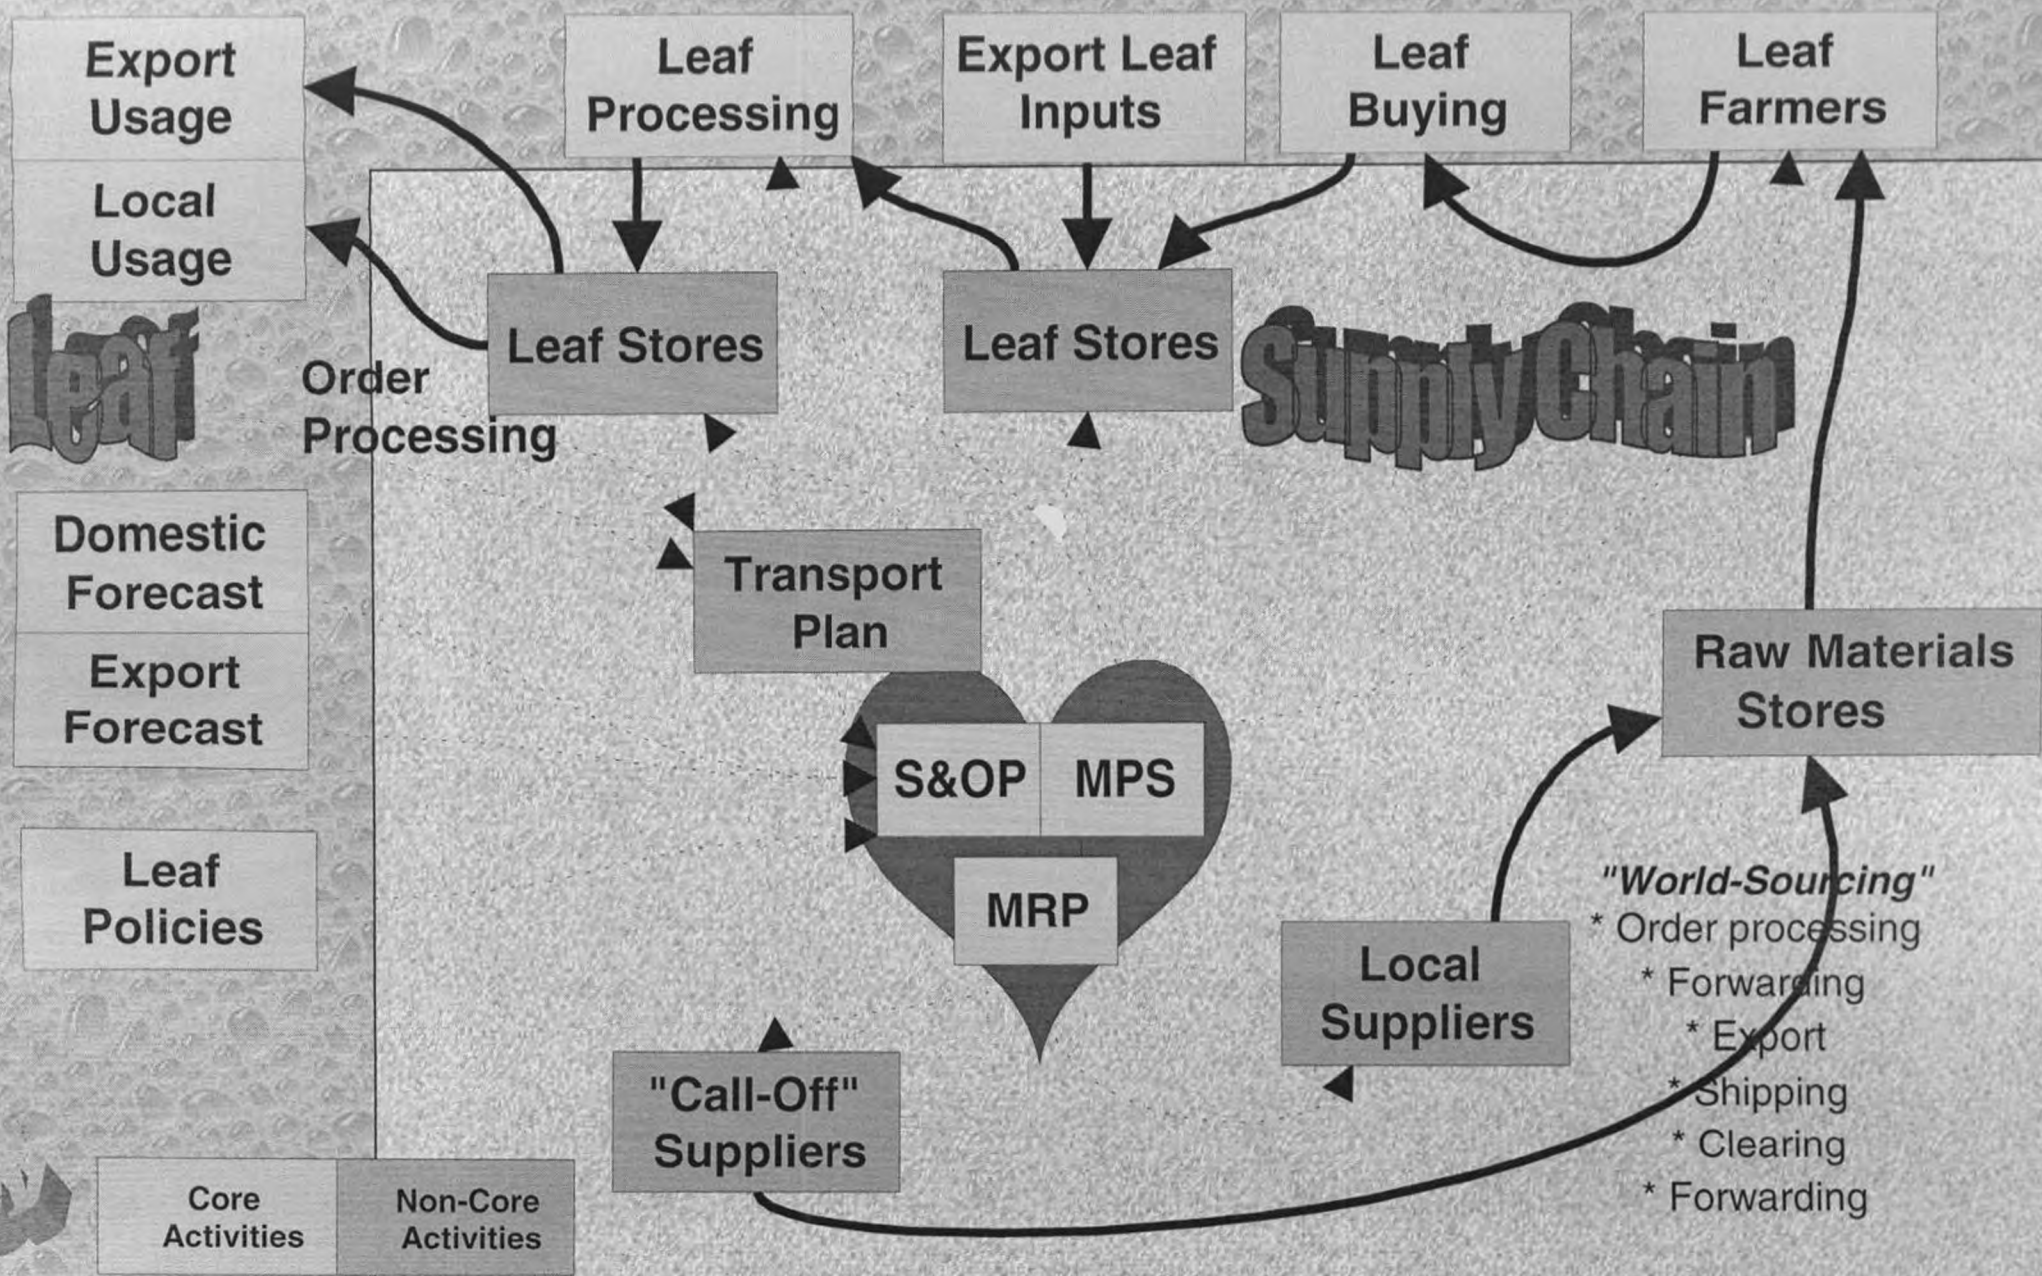 Export
Usage
Local
Usage
Leaf
Processing
Export Leaf
Inputs
Leaf
Buying
Leaf
Farmers
Leaf Stores
Leaf Stores
Leaf
Supply Chain
Order
Processing
Domestic
Forecast
Export
Forecast
Transport
Plan
Raw Materials
Stores
S&OP
MPS
MRP
Leaf
Policies
Local
Suppliers
"World-Sourcing"
* Order processing
* Forwarding
* Export
* Shipping
* Clearing
* Forwarding
"Call-Off"
Suppliers
Core
Activities
Non-Core
Activities